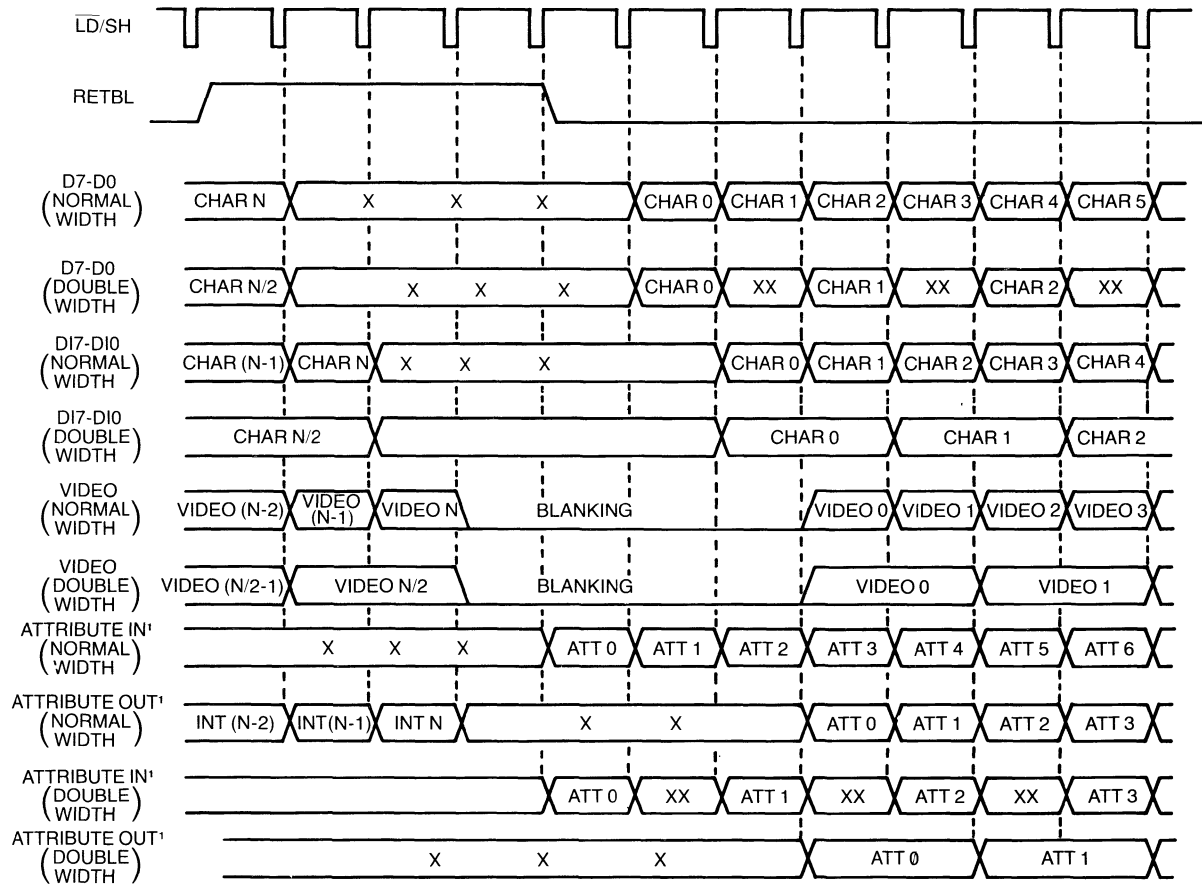 LD/SH
RETBL
D7-D0
(NORMAL
WIDTH)
CHAR N X X X CHAR 0 CHAR 1 CHAR 2 CHAR 3 CHAR 4 CHAR 5
D7-D0
(DOUBLE
WIDTH)
CHAR N/2 X X X CHAR 0 XX CHAR 1 XX CHAR 2 XX
DI7-DI0
(NORMAL
WIDTH)
CHAR (N-1) CHAR N X X X CHAR 0 CHAR 1 CHAR 2 CHAR 3 CHAR 4
DI7-DI0
(DOUBLE
WIDTH)
CHAR N/2 CHAR 0 CHAR 1 CHAR 2
VIDEO
(NORMAL
WIDTH)
VIDEO (N-2) VIDEO (N-1) VIDEO N BLANKING VIDEO 0 VIDEO 1 VIDEO 2 VIDEO 3
VIDEO
(DOUBLE
WIDTH)
VIDEO (N/2-1) VIDEO N/2 BLANKING VIDEO 0 VIDEO 1
ATTRIBUTE IN¹
(NORMAL
WIDTH)
X X X ATT 0 ATT 1 ATT 2 ATT 3 ATT 4 ATT 5 ATT 6
ATTRIBUTE OUT¹
(NORMAL
WIDTH)
INT (N-2) INT (N-1) INT N X X ATT 0 ATT 1 ATT 2 ATT 3
ATTRIBUTE IN¹
(DOUBLE
WIDTH)
ATT 0 XX ATT 1 XX ATT 2 XX ATT 3
ATTRIBUTE OUT¹
(DOUBLE
WIDTH)
X X X ATT 0 ATT 1